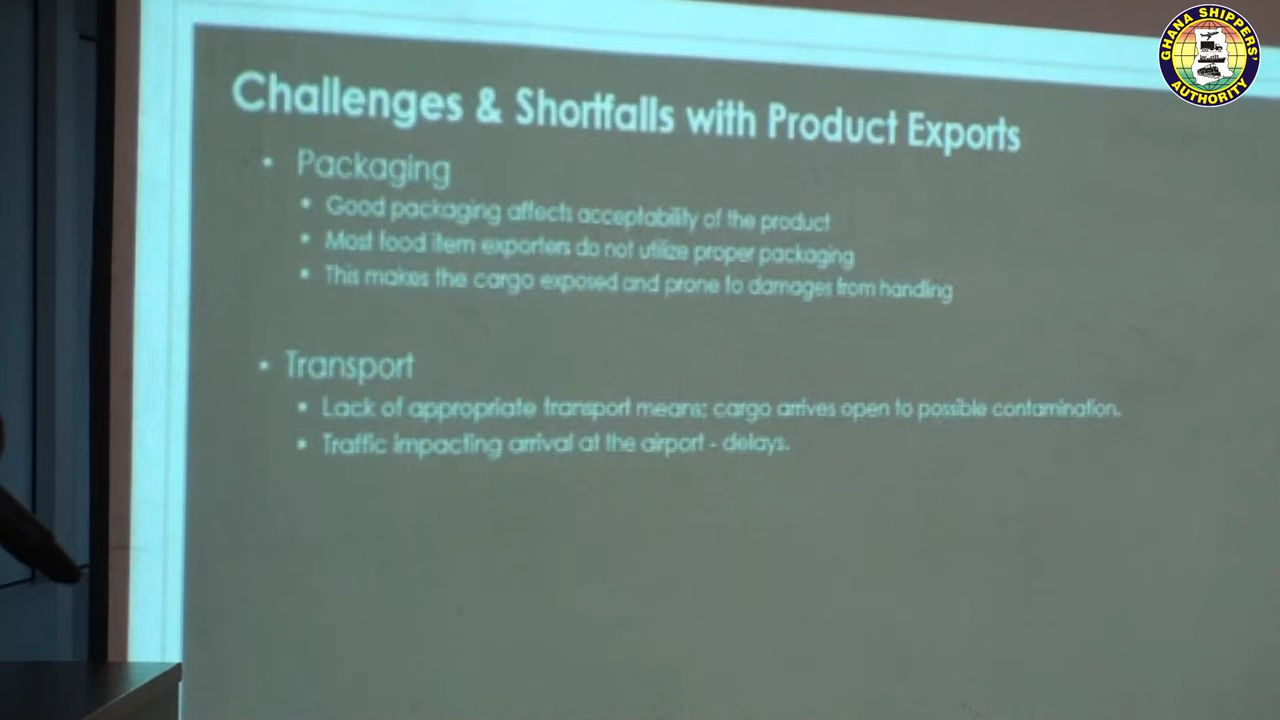 GHANA SHIPPERS'
AUTHORITY
Challenges & Shortfalls with Product Exports
• Packaging
• Good packaging affects acceptability of the product
• Most food item exporters do not utilize proper packaging
• This makes the cargo exposed and prone to damages from handling
• Transport
• Lack of appropriate transport means; cargo arrives open to possible contamination.
• Traffic impacting arrival at the airport - delays.